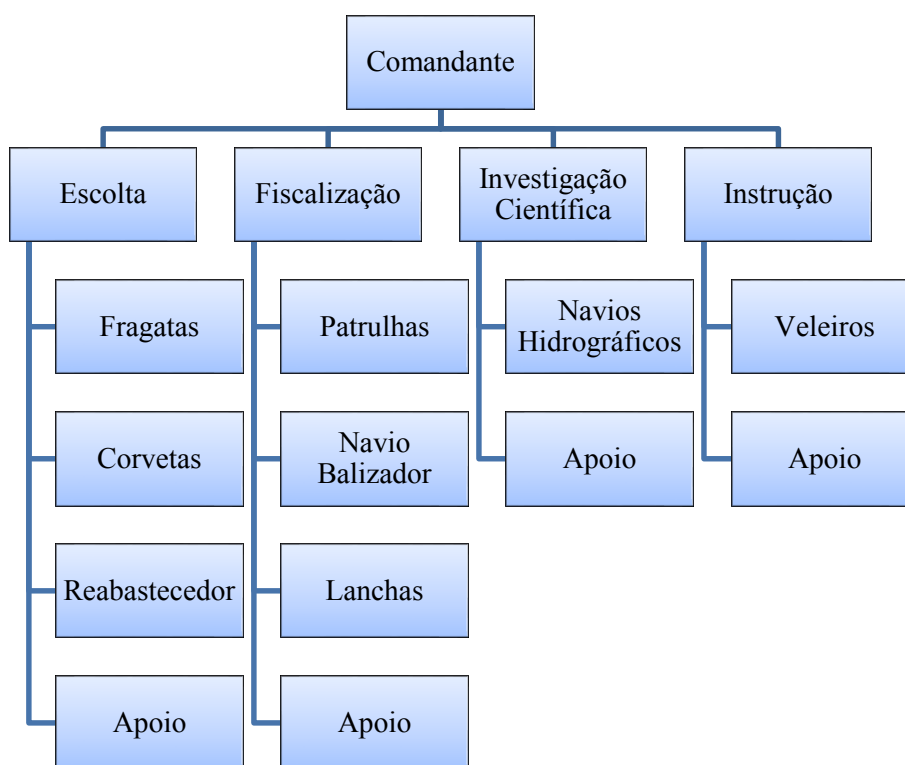 Comandante
Escolta
Fiscalização
Investigação
Científica
Instrução
Fragatas
Patrulhas
Navios
Hidrográficos
Veleiros
Corvetas
Navio
Balizador
Apoio
Apoio
Reabastecedor
Lanchas
Apoio
Apoio